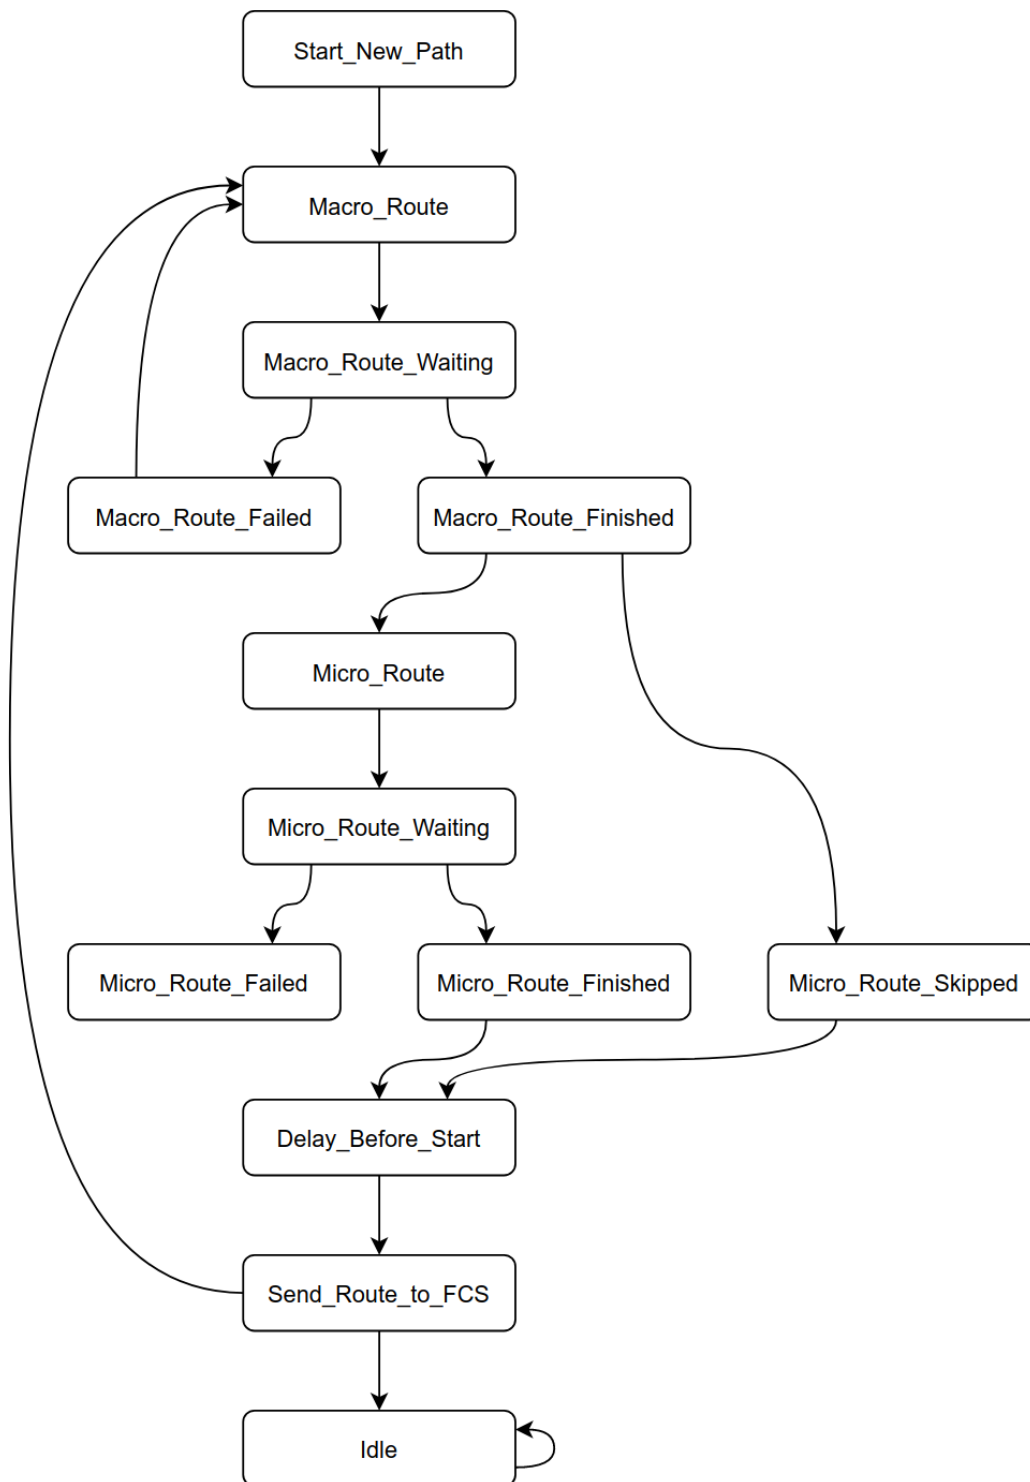 Start_New_Path
Macro_Route
Macro_Route_Waiting
Macro_Route_Failed
Macro_Route_Finished
Micro_Route
Micro_Route_Waiting
Micro_Route_Failed
Micro_Route_Finished
Micro_Route_Skipped
Delay_Before_Start
Send_Route_to_FCS
Idle